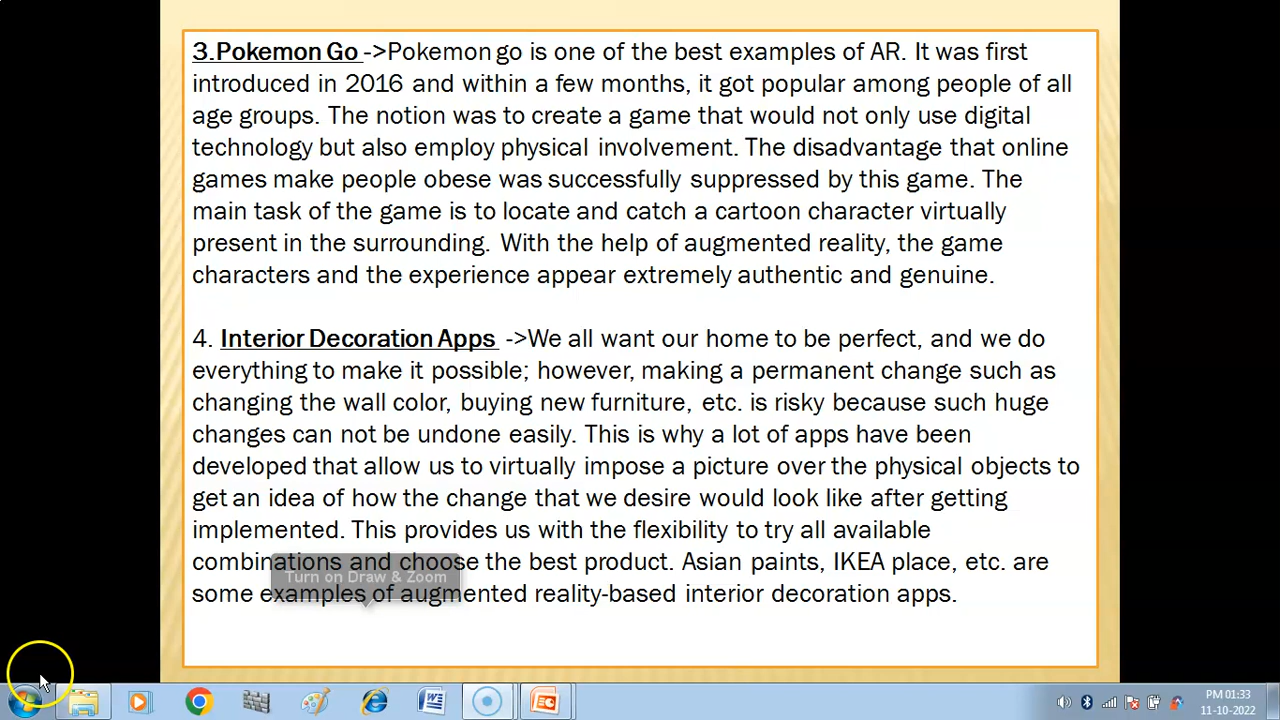 3.Pokemon Go ->Pokemon go is one of the best examples of AR. It was first
introduced in 2016 and within a few months, it got popular among people of all
age groups. The notion was to create a game that would not only use digital
technology but also employ physical involvement. The disadvantage that online
games make people obese was successfully suppressed by this game. The
main task of the game is to locate and catch a cartoon character virtually
present in the surrounding. With the help of augmented reality, the game
characters and the experience appear extremely authentic and genuine.
4. Interior Decoration Apps ->We all want our home to be perfect, and we do
everything to make it possible; however, making a permanent change such as
changing the wall color, buying new furniture, etc. is risky because such huge
changes can not be undone easily. This is why a lot of apps have been
developed that allow us to virtually impose a picture over the physical objects to
get an idea of how the change that we desire would look like after getting
implemented. This provides us with the flexibility to try all available
combinations and choose the best product. Asian paints, IKEA place, etc. are
Turn on Draw & Zoom
some examples of augmented reality-based interior decoration apps.
PM 01:33
11-10-2022